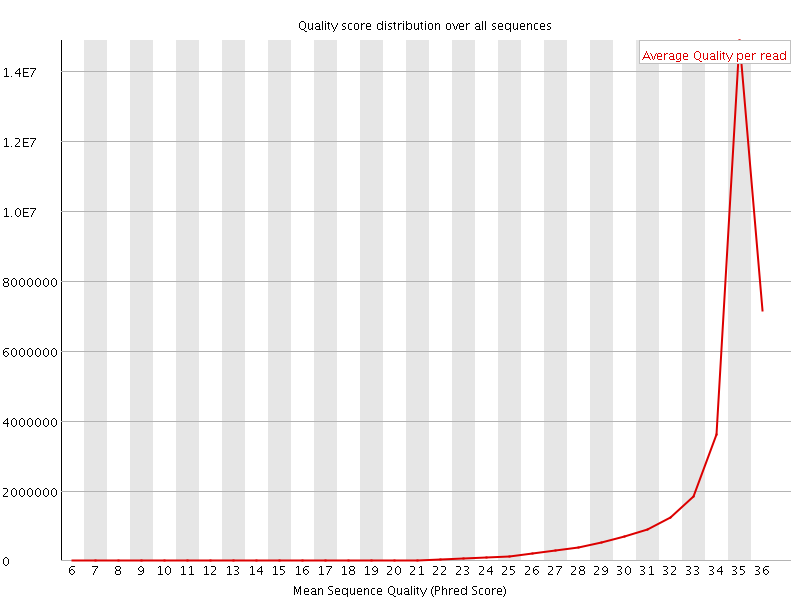 Quality score distribution over all sequences
Average Quality per read
1.4E7
1.2E7
1.0E7
8000000
6000000
4000000
2000000
0
6 7 8 9 10 11 12 13 14 15 16 17 18 19 20 21 22 23 24 25 26 27 28 29 30 31 32 33 34 35 36
Mean Sequence Quality (Phred Score)